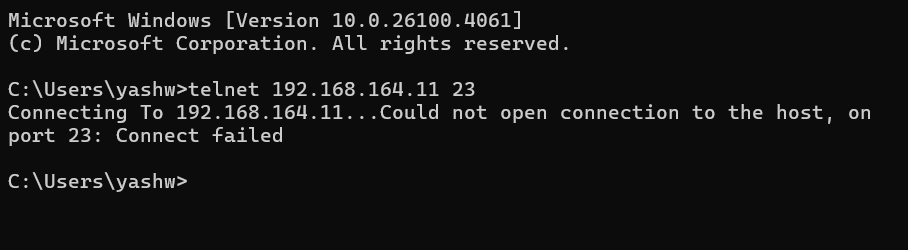 Microsoft Windows [Version 10.0.26100.4061]
(c) Microsoft Corporation. All rights reserved.
C:\Users\yashw>telnet 192.168.164.11 23
Connecting To 192.168.164.11...Could not open connection to the host, on
port 23: Connect failed
C:\Users\yashw>